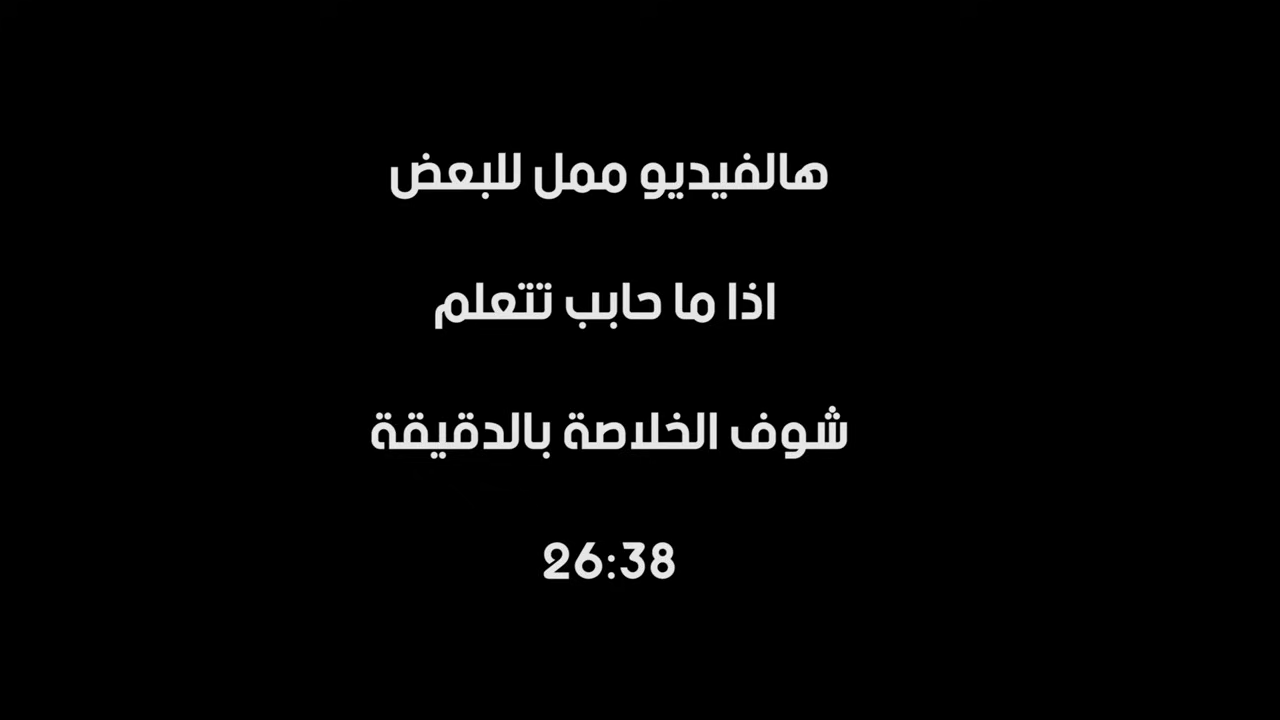 هالفيديو ممل للبعض
اذا ما حابب تتعلم
شوف الخلاصة بالدقيقة
26:38